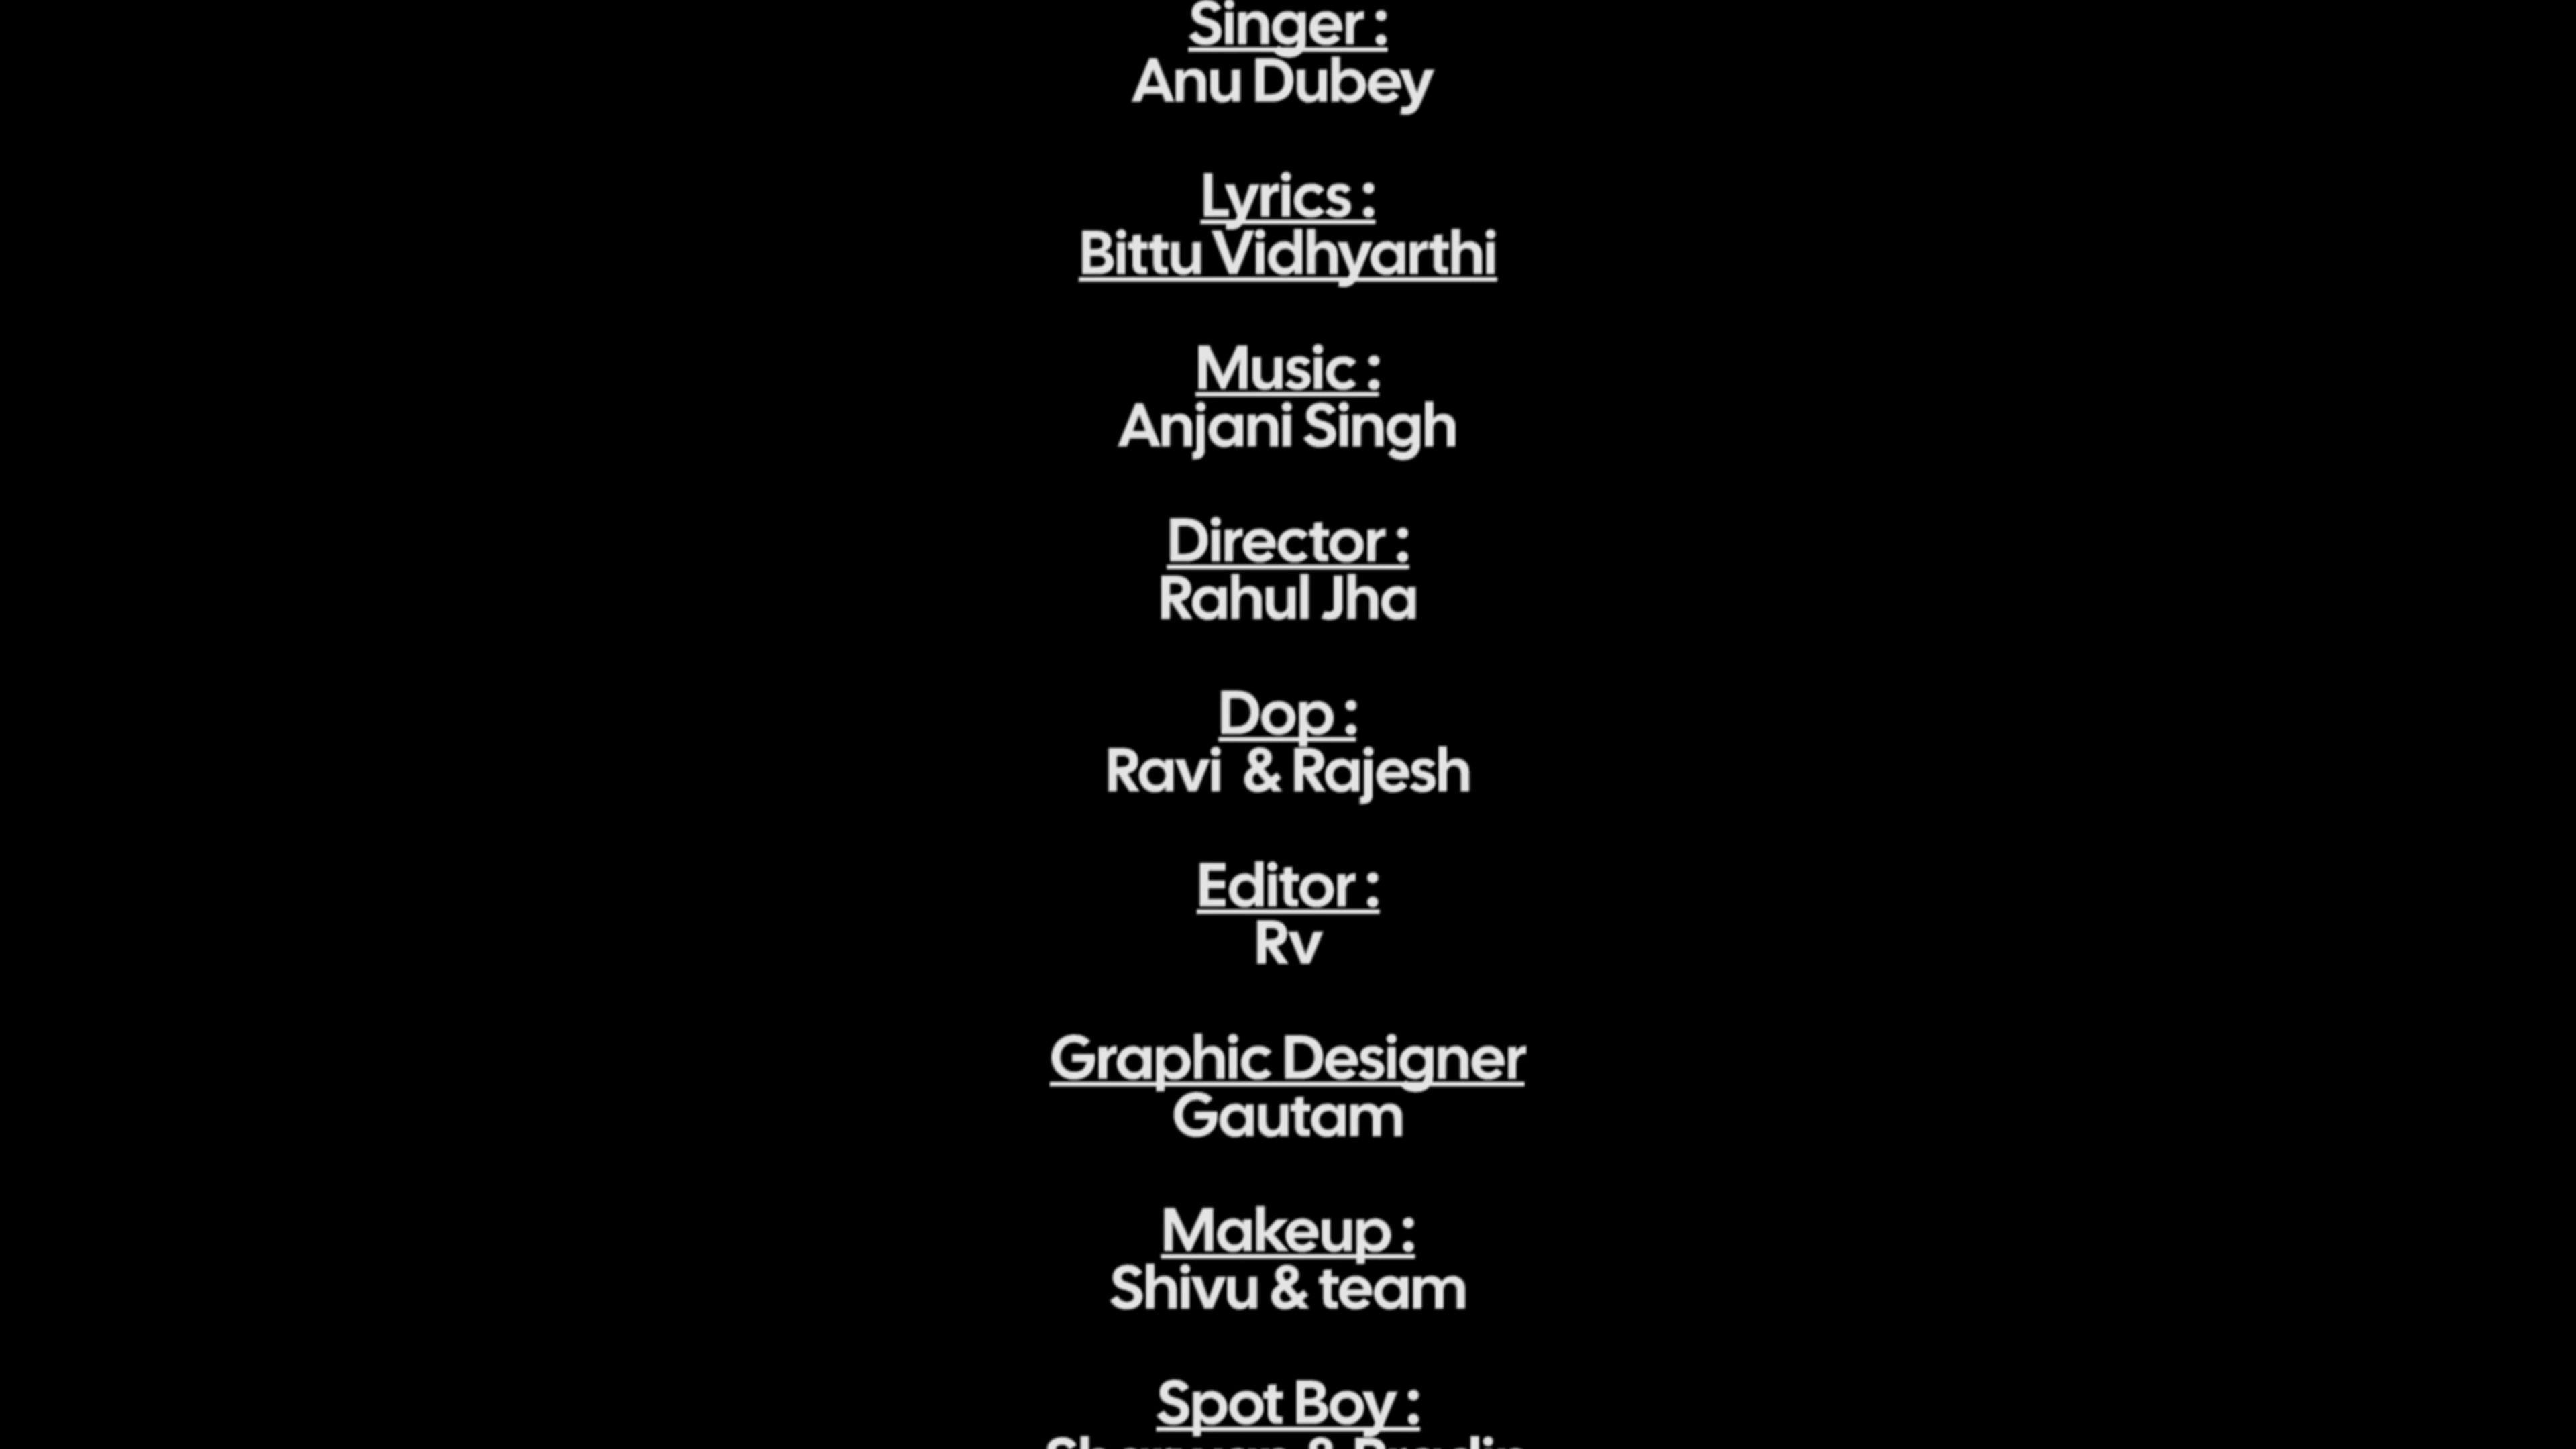 Singer :
Anu Dubey
Lyrics :
Bittu Vidhyarthi
Music :
Anjani Singh
Director :
Rahul Jha
Dop :
Ravi & Rajesh
Editor :
Rv
Graphic Designer
Gautam
Makeup :
Shivu & team
Spot Boy :